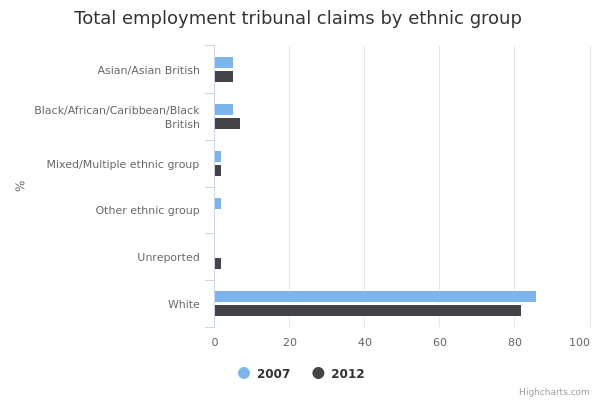 Total employment tribunal claims by ethnic group
Asian/Asian British
Black/African/Caribbean/Black
British
Mixed/Multiple ethnic group
Other ethnic group
Unreported
White
%
0 20 40 60 80 100
2007 2012
Highcharts.com